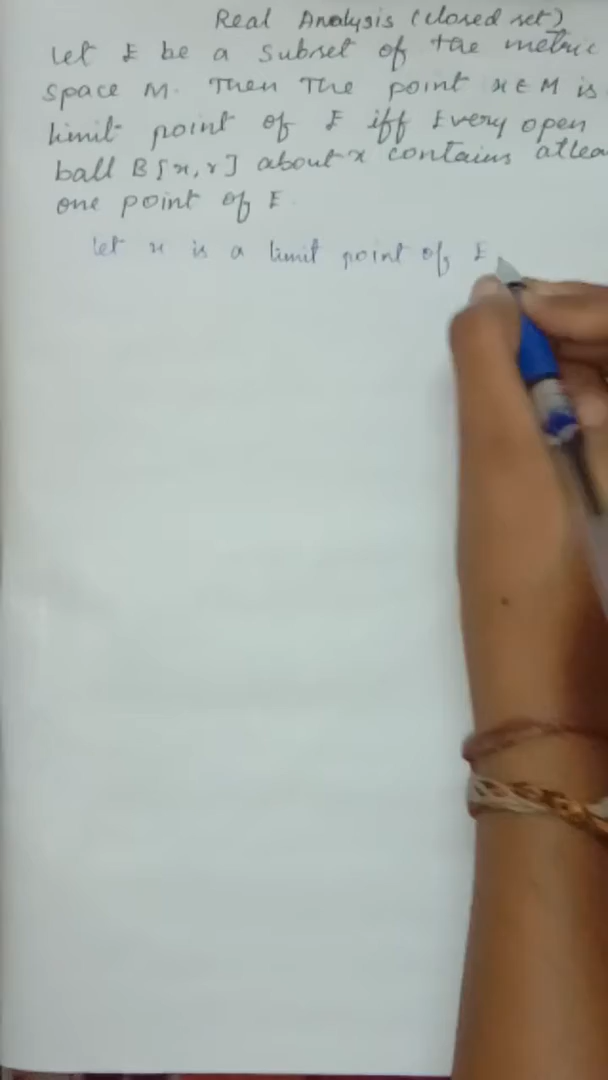 Real Analysis (closed set)
Let E be a subset of the metric
space M. Then The point x ∈ M is
limit point of E iff Every open
ball B[x, r] about x contains atlea
one point of E
Let x is a limit point of E